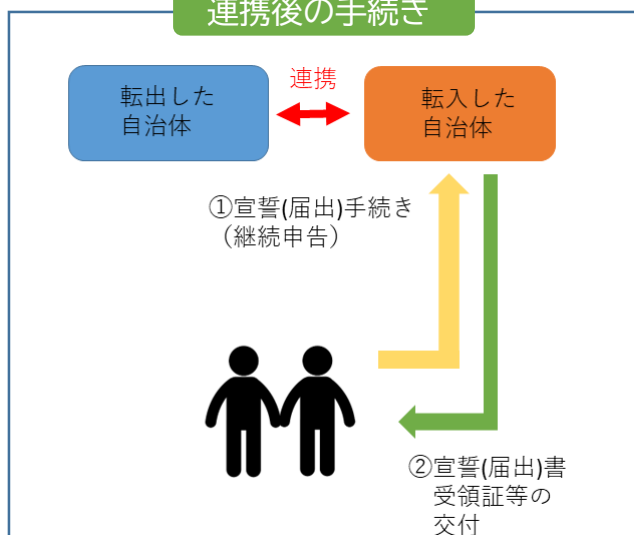 連携後の手続き
転出した
自治体
連携
転入した
自治体
①宣誓(届出)手続き
（継続申告）
②宣誓(届出)書
受領証等の
交付